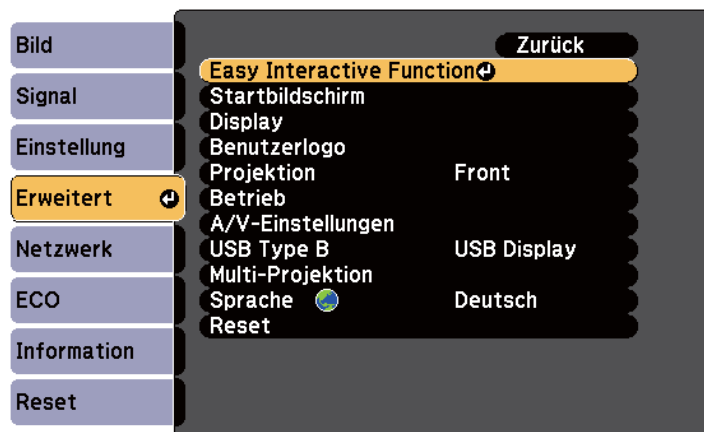 Bild
Signal
Einstellung
Erweitert
Netzwerk
ECO
Information
Reset
Zurück
Easy Interactive Function
Startbildschirm
Display
Benutzerlogo
Projektion Front
Betrieb
A/V-Einstellungen
USB Type B USB Display
Multi-Projektion
Sprache Deutsch
Reset